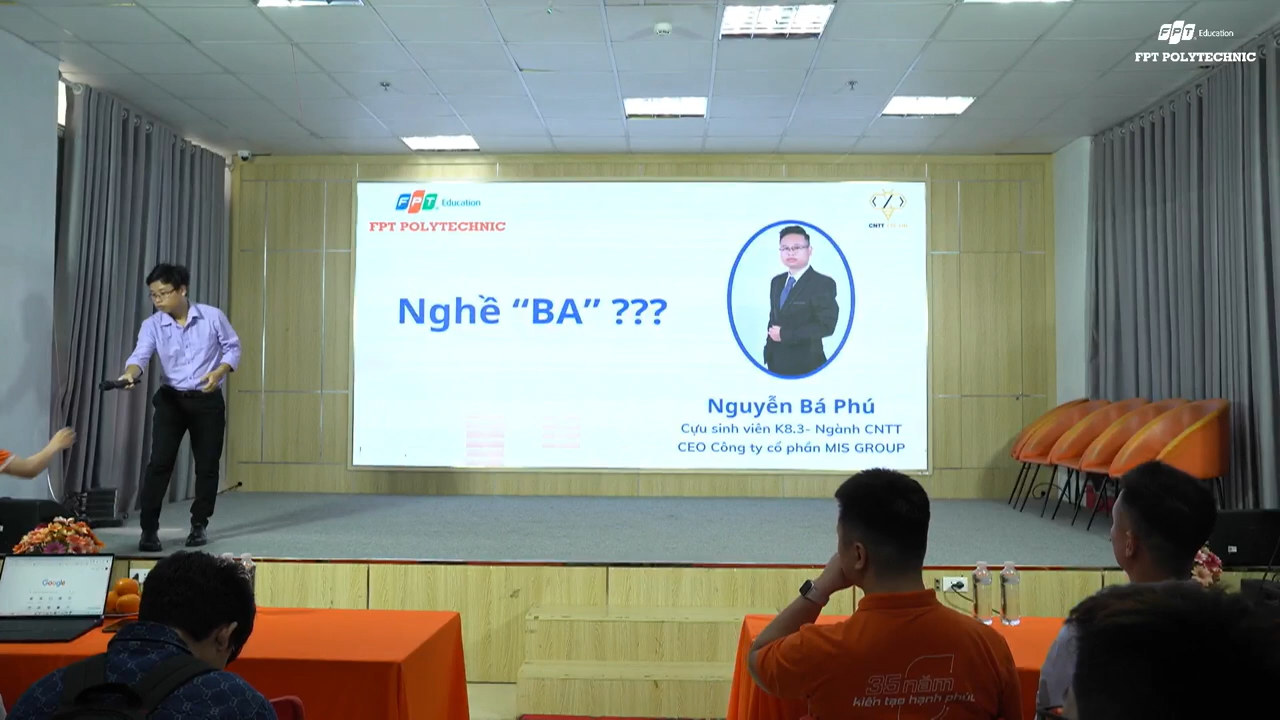 FPT Education
FPT POLYTECHNIC
FPT Education
FPT POLYTECHNIC
CNTT
Nghề “BA” ???
Nguyễn Bá Phú
Cựu sinh viên K8.3- Ngành CNTT
CEO Công ty cổ phần MIS GROUP
Google
35 năm
kiến tạo hạnh phúc